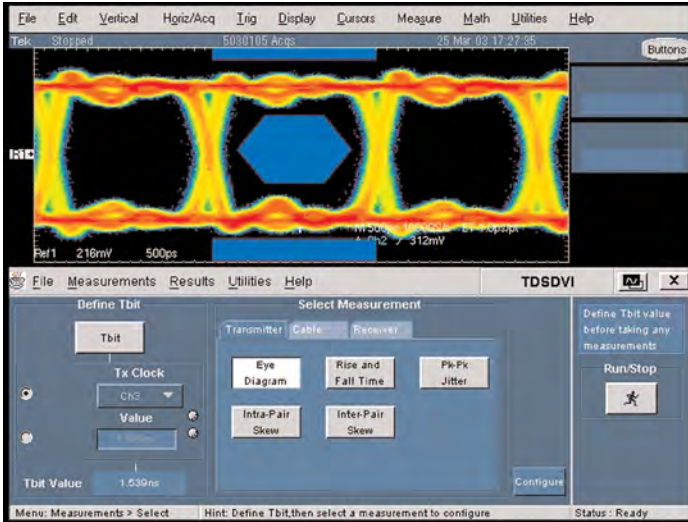 File Edit Vertical Horiz/Acq Trig Display Cursors Measure Math Utilities Help
Tek Stopped 5030105 Acqs 25 Mar 03 17:27:35
Buttons
R1
Ref1 216mV 500ps
312mV
File Measurements Results Utilities Help TDSDVI X
Define Tbit
Tbit
Tx Clock
Ch3
Value
Tbit Value 1.539ns
Select Measurement
Transmitter Cable Receiver
Eye Diagram
Rise and Fall Time
Pk-Pk Jitter
Intra-Pair Skew
Inter-Pair Skew
Configure
Define Tbit value
before taking any
measurements
Run/Stop
Menu: Measurements > Select Hint: Define Tbit,then select a measurement to configure Status : Ready